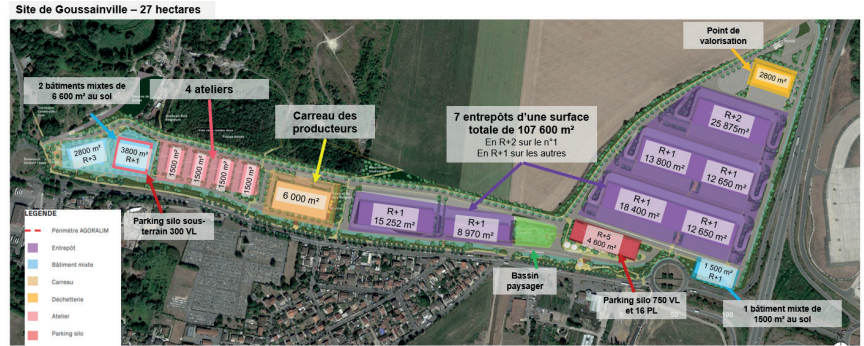 Site de Goussainville – 27 hectares
Point de
valorisation
2800 m²
2 bâtiments mixtes de
6 600 m² au sol
4 ateliers
Carreau des
producteurs
7 entrepôts d'une surface
totale de 107 600 m²
En R+2 sur le n°1
En R+1 sur les autres
R+2
25 875m²
R+1
13 800 m²
R+1
12 650 m²
R+1
18 400 m²
R+1
12 650 m²
2800 m²
R+3
3800 m²
R+1
1500 m²
1500 m²
1500 m²
1500 m²
6 000 m²
R+1
15 252 m²
R+1
8 970 m²
R+5
4 600 m²
1 500 m²
R+1
Parking silo sous-
terrain 300 VL
Bassin
paysager
Parking silo 750 VL
et 16 PL
1 bâtiment mixte de
1500 m² au sol
LEGENDE
Périmètre AGORALIM
Entrepôt
Bâtiment mixte
Carreau
Déchetterie
Atelier
Parking silo